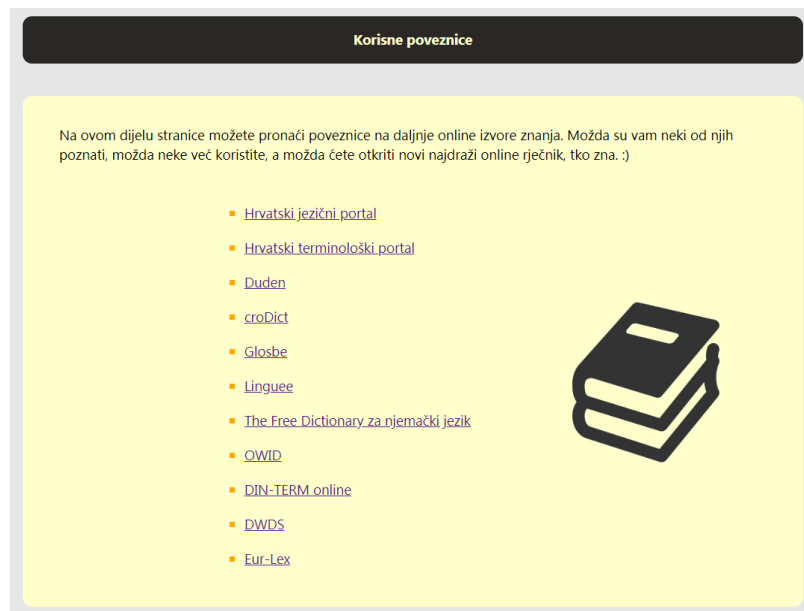 Korisne poveznice
Na ovom dijelu stranice možete pronaći poveznice na daljnje online izvore znanja. Možda su vam neki od njih
poznati, možda neke već koristite, a možda ćete otkriti novi najdraži online rječnik, tko zna. :)
Hrvatski jezični portal
Hrvatski terminološki portal
Duden
croDict
Glosbe
Linguee
The Free Dictionary za njemački jezik
OWID
DIN-TERM online
DWDS
Eur-Lex